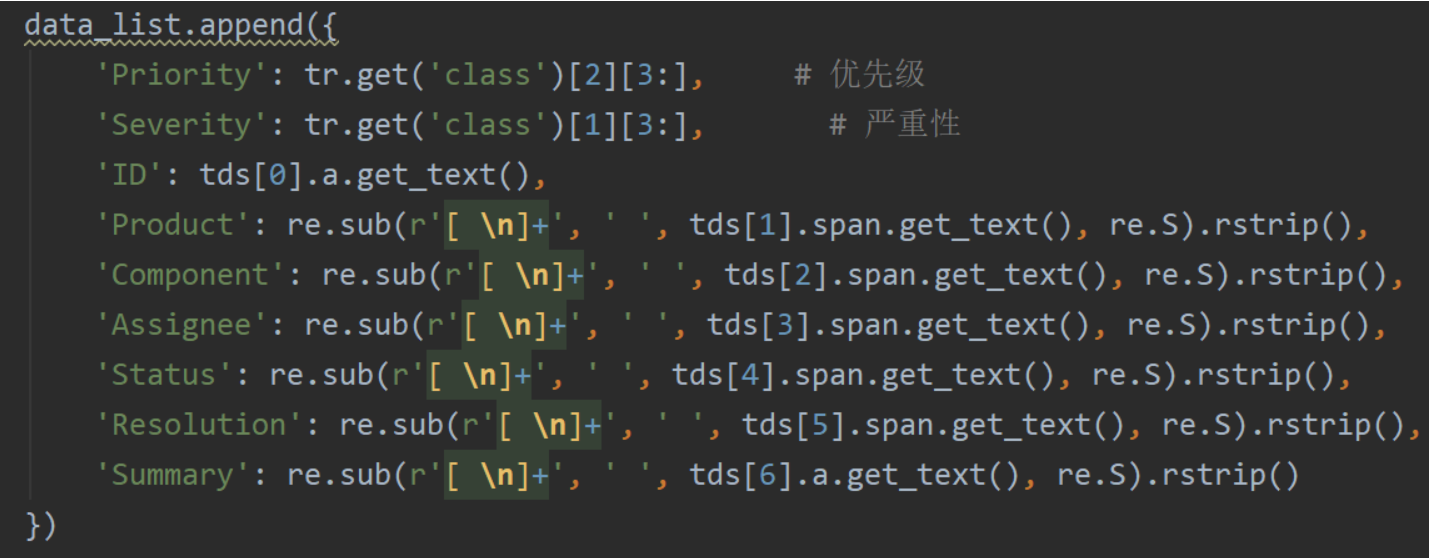 data_list.append({
    'Priority': tr.get('class')[2][3:],     # 优先级
    'Severity': tr.get('class')[1][3:],       # 严重性
    'ID': tds[0].a.get_text(),
    'Product': re.sub(r'[ \n]+', ' ', tds[1].span.get_text(), re.S).rstrip(),
    'Component': re.sub(r'[ \n]+', ' ', tds[2].span.get_text(), re.S).rstrip(),
    'Assignee': re.sub(r'[ \n]+', ' ', tds[3].span.get_text(), re.S).rstrip(),
    'Status': re.sub(r'[ \n]+', ' ', tds[4].span.get_text(), re.S).rstrip(),
    'Resolution': re.sub(r'[ \n]+', ' ', tds[5].span.get_text(), re.S).rstrip(),
    'Summary': re.sub(r'[ \n]+', ' ', tds[6].a.get_text(), re.S).rstrip()
})